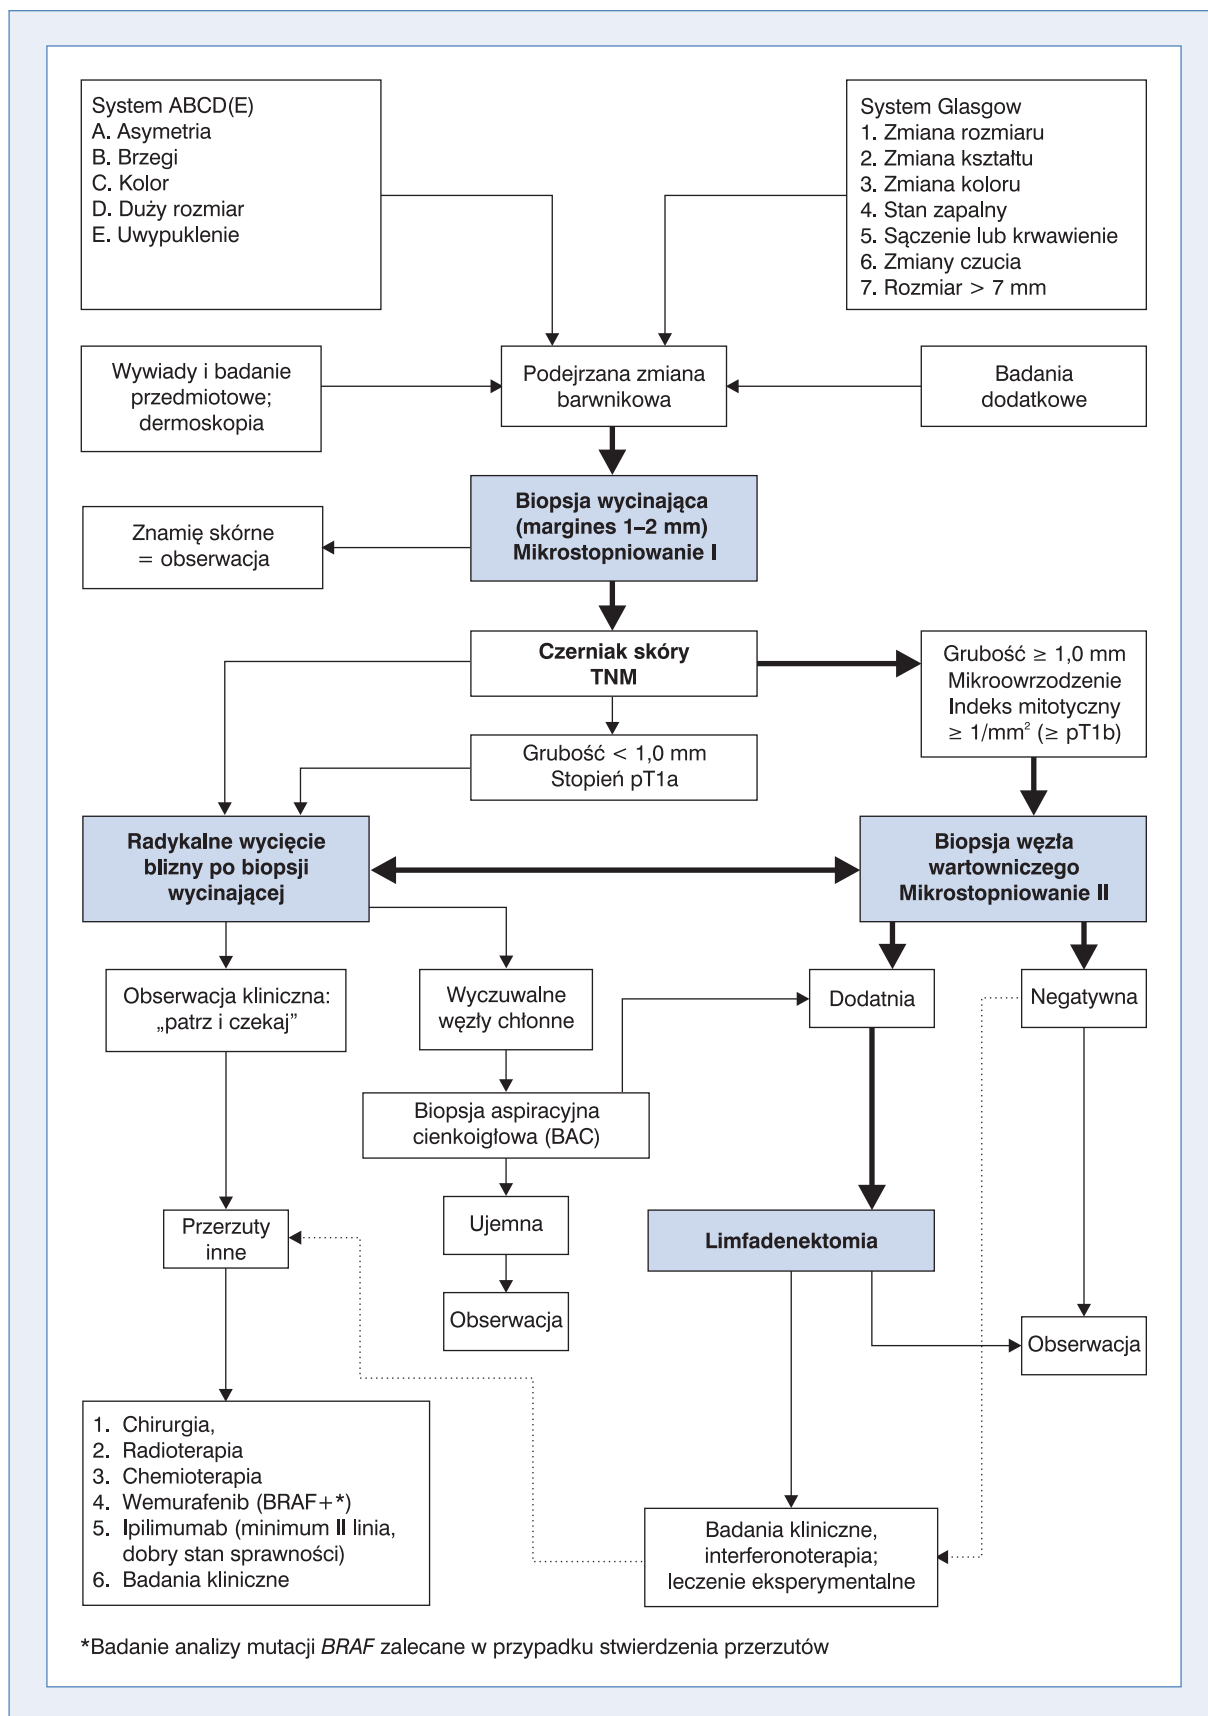 System ABCD(E)
A. Asymetria
B. Brzegi
C. Kolor
D. Duży rozmiar
E. Uwypuklenie
System Glasgow
1. Zmiana rozmiaru
2. Zmiana kształtu
3. Zmiana koloru
4. Stan zapalny
5. Sączenie lub krwawienie
6. Zmiany czucia
7. Rozmiar > 7 mm
Wywiady i badanie
przedmiotowe;
dermoskopia
Podejrzana zmiana
barwnikowa
Badania
dodatkowe
Biopsja wycinająca
(margines 1–2 mm)
Mikrostopniowanie I
Znamię skórne
= obserwacja
Czerniak skóry
TNM
Grubość ≥ 1,0 mm
Mikroowrzodzenie
Indeks mitotyczny
≥ 1/mm² (≥ pT1b)
Grubość < 1,0 mm
Stopień pT1a
Radykalne wycięcie
blizny po biopsji
wycinającej
Biopsja węzła
wartowniczego
Mikrostopniowanie II
Obserwacja kliniczna:
„patrz i czekaj”
Wyczuwalne
węzły chłonne
Dodatnia
Negatywna
Biopsja aspiracyjna
cienkoigłowa (BAC)
Przerzuty
inne
Ujemna
Limfadenektomia
Obserwacja
Obserwacja
1. Chirurgia,
2. Radioterapia
3. Chemioterapia
4. Wemurafenib (BRAF+*)
5. Ipilimumab (minimum II linia,
dobry stan sprawności)
6. Badania kliniczne
Badania kliniczne,
interferonoterapia;
leczenie eksperymentalne
*Badanie analizy mutacji BRAF zalecane w przypadku stwierdzenia przerzutów